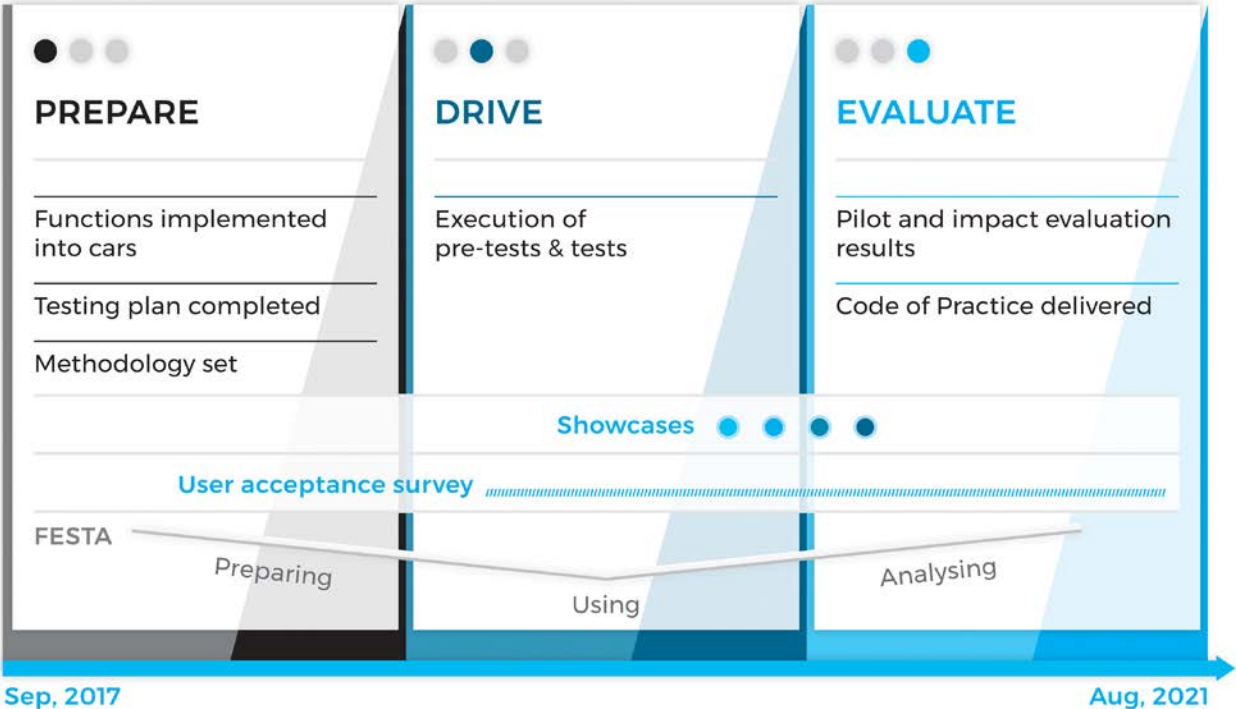 PREPARE
Functions implemented
into cars
Testing plan completed
Methodology set
DRIVE
Execution of
pre-tests & tests
EVALUATE
Pilot and impact evaluation
results
Code of Practice delivered
Showcases
User acceptance survey
FESTA
Preparing
Using
Analysing
Sep, 2017
Aug, 2021